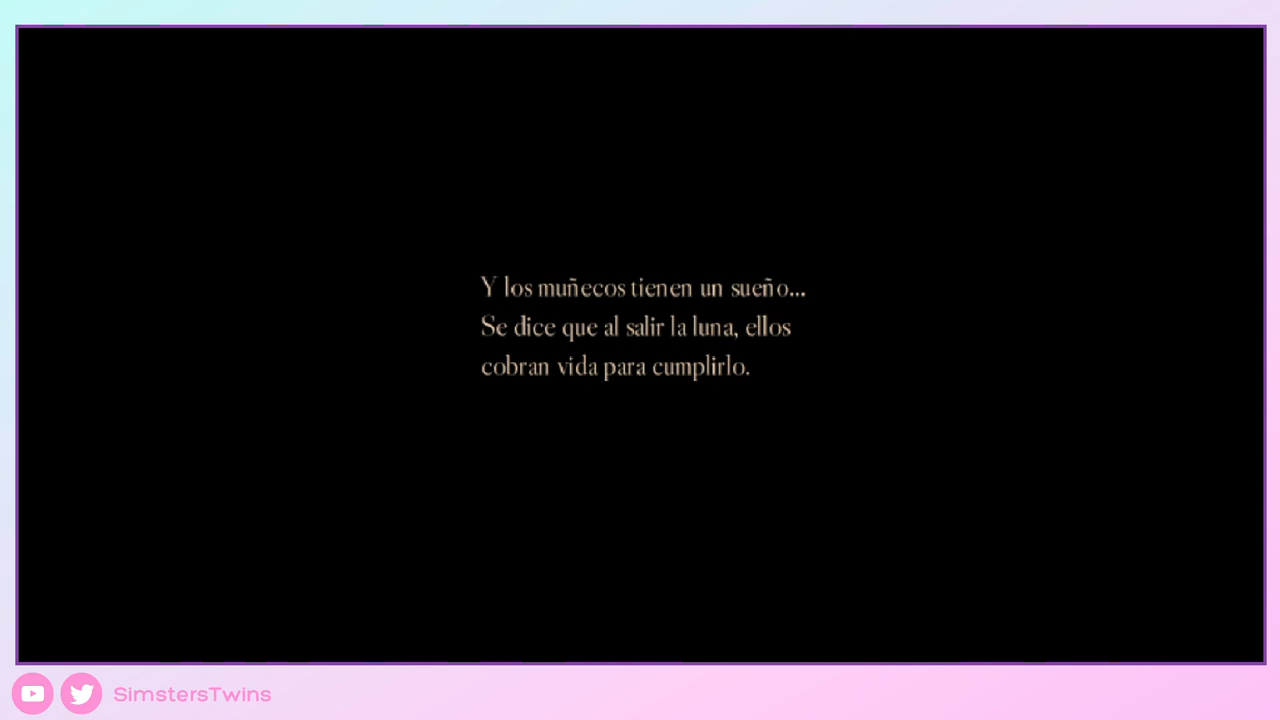 Y los muñecos tienen un sueño...
Se dice que al salir la luna, ellos
cobran vida para cumplirlo.
SimstersTwins